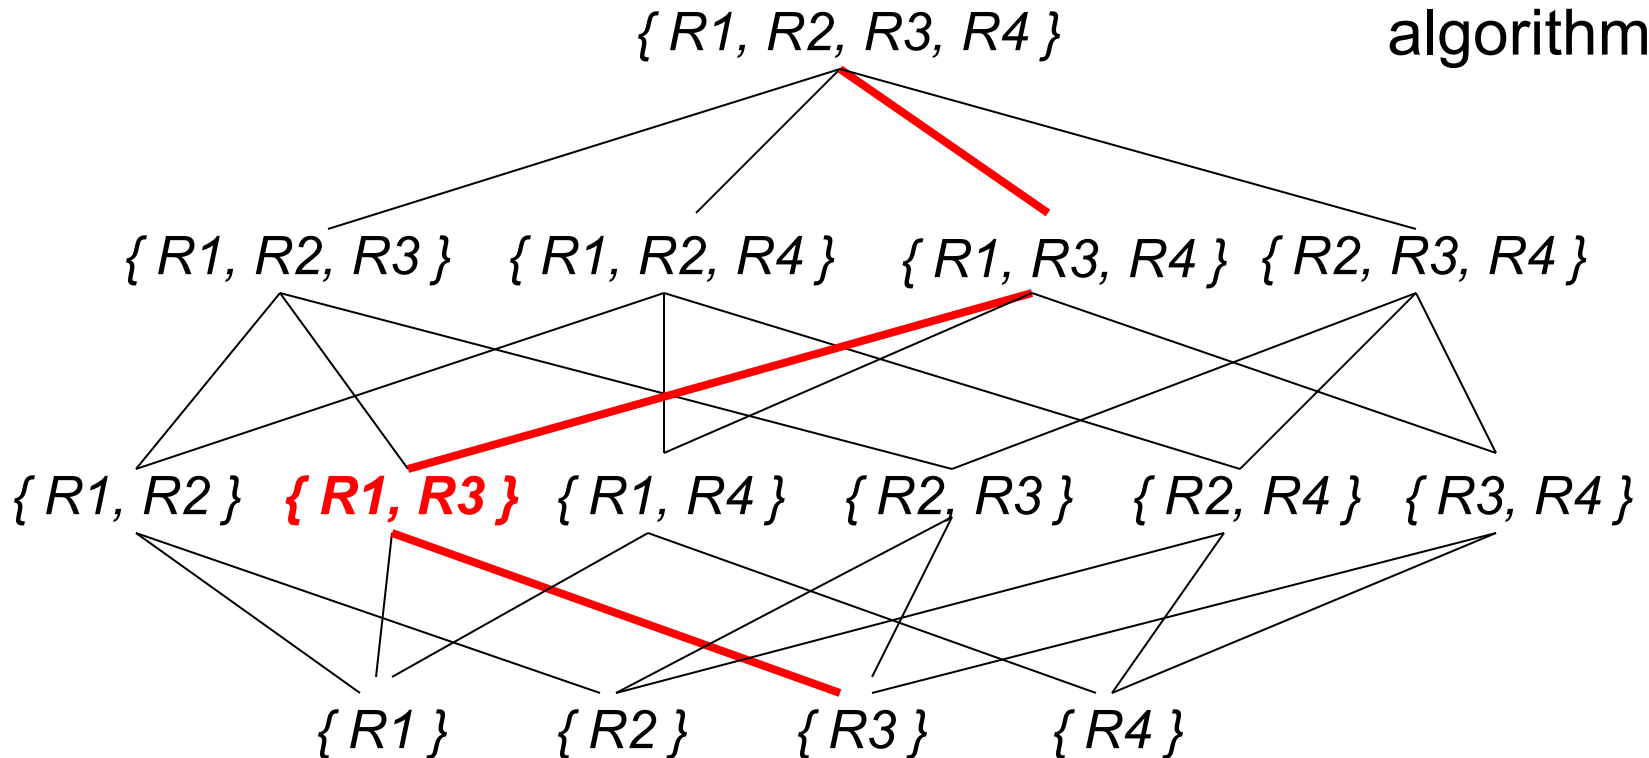 { R1, R2, R3, R4 } algorithm
{ R1, R2, R3 } { R1, R2, R4 } { R1, R3, R4 } { R2, R3, R4 }
{ R1, R2 } { R1, R3 } { R1, R4 } { R2, R3 } { R2, R4 } { R3, R4 }
{ R1 } { R2 } { R3 } { R4 }